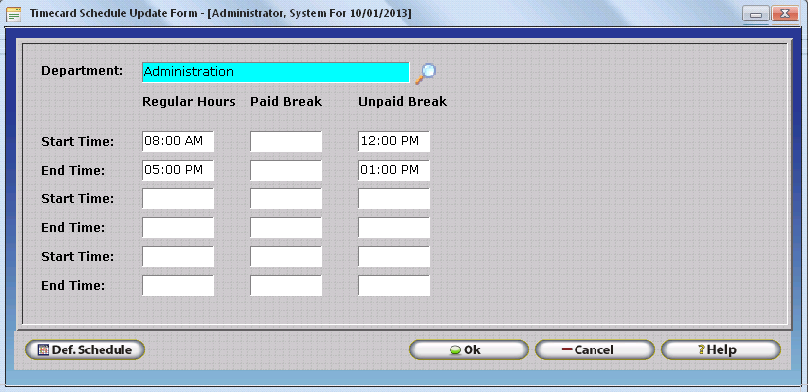 Timecard Schedule Update Form - [Administrator, System For 10/01/2013]
Department: Administration
Regular Hours Paid Break Unpaid Break
Start Time: 08:00 AM 12:00 PM
End Time: 05:00 PM 01:00 PM
Start Time:
End Time:
Start Time:
End Time:
Def. Schedule Ok Cancel ? Help